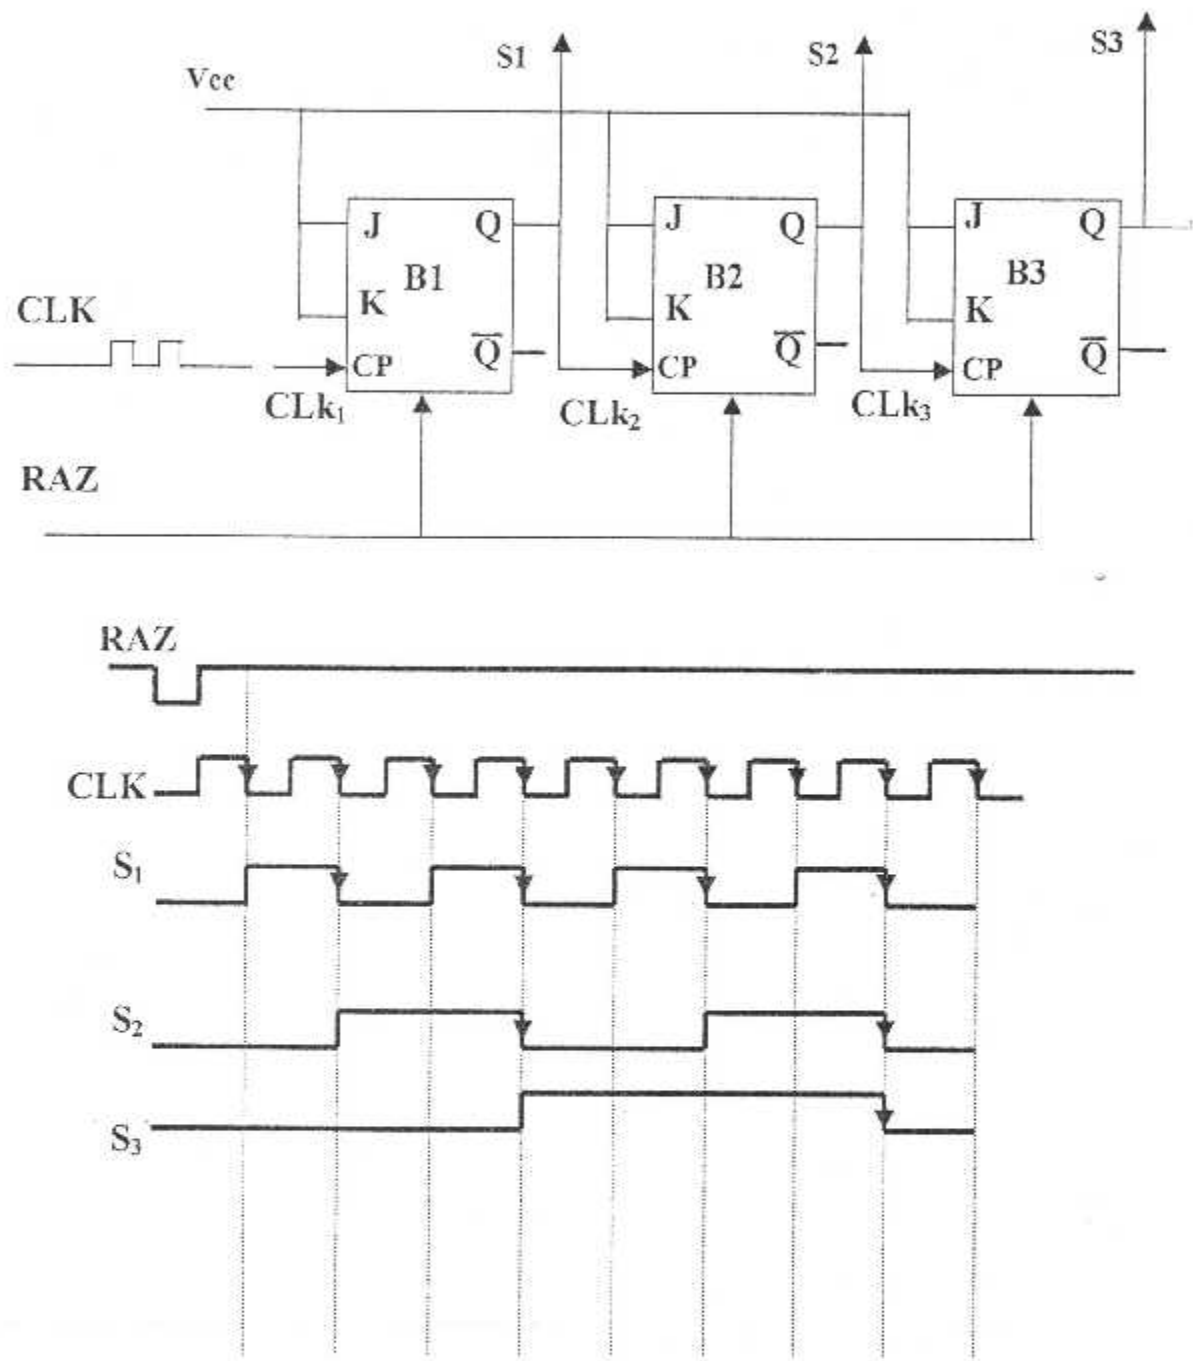 S1 S2 S3
Vcc
J Q J Q J Q
B1 B2 B3
CLK K K K
CP Q̅ CP Q̅ CP Q̅
CLk₁ CLk₂ CLk₃
RAZ
RAZ
CLK
S₁
S₂
S₃